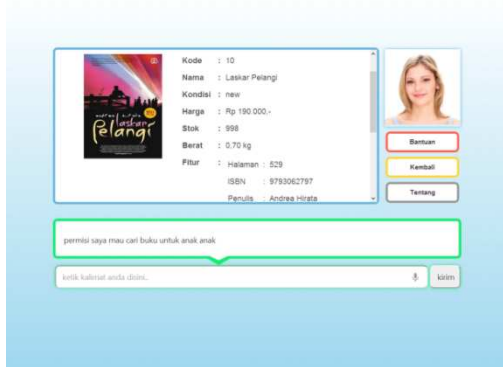 Kode : 10
Nama : Laskar Pelangi
Kondisi : new
Harga : Rp 190.000,-
Stok : 998
Berat : 0,70 kg
Fitur : Halaman : 529
ISBN : 9793062797
Penulis : Andrea Hirata
laskar
pelangi
Bantuan
Kembali
Tentang
permisi saya mau cari buku untuk anak anak
ketik kalimat anda disini..
kirim